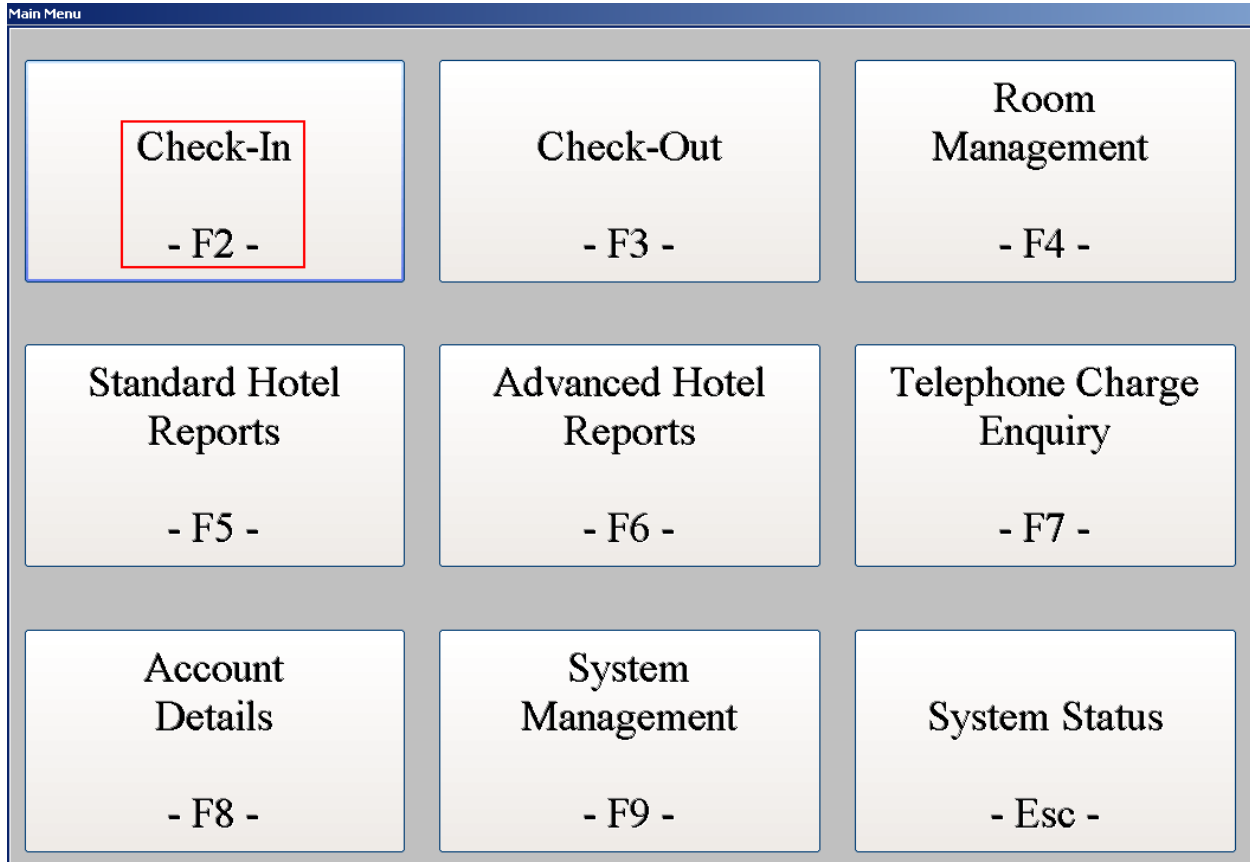 Main Menu
Check-In
- F2 -
Check-Out
- F3 -
Room
Management
- F4 -
Standard Hotel
Reports
- F5 -
Advanced Hotel
Reports
- F6 -
Telephone Charge
Enquiry
- F7 -
Account
Details
- F8 -
System
Management
- F9 -
System Status
- Esc -